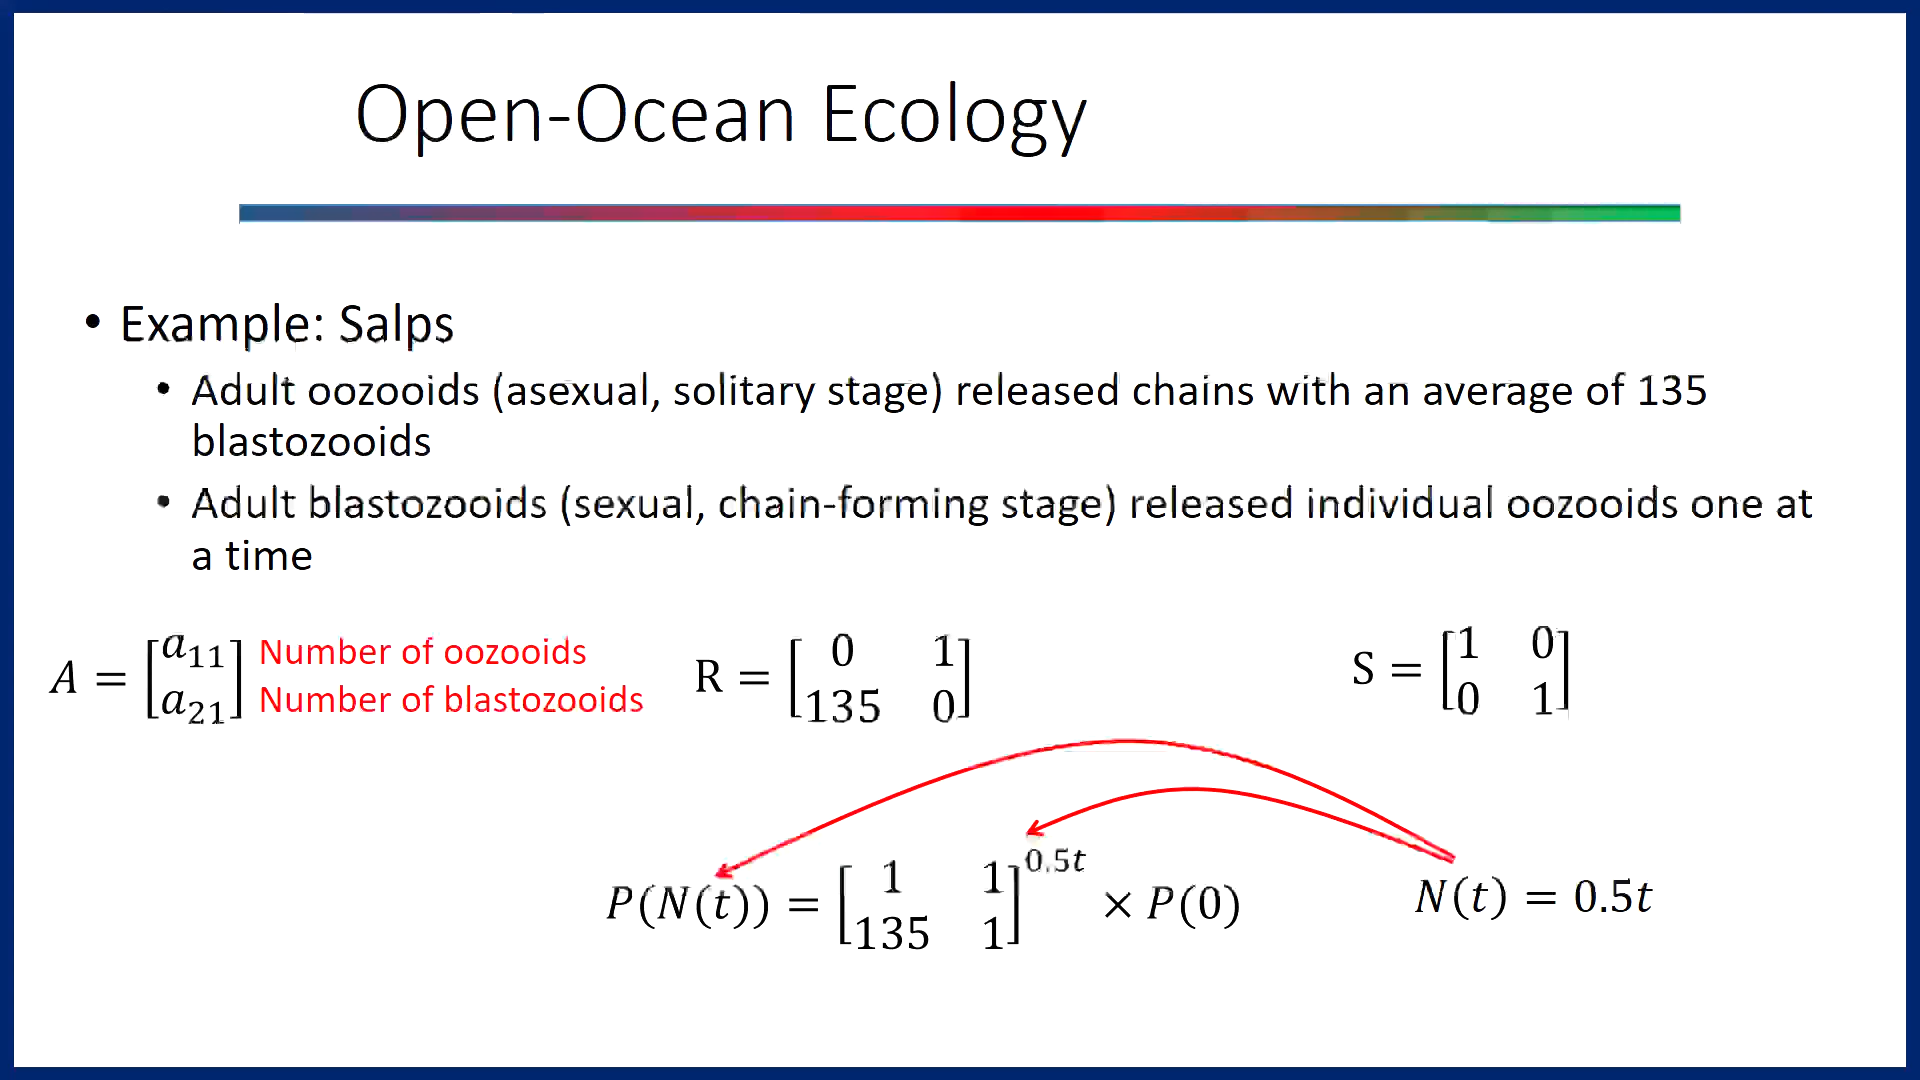 Open-Ocean Ecology
• Example: Salps
• Adult oozooids (asexual, solitary stage) released chains with an average of 135
blastozooids
• Adult blastozooids (sexual, chain-forming stage) released individual oozooids one at
a time
A = [a₁₁ a₂₁] Number of oozooids
Number of blastozooids
R = [0 1 135 0]
S = [1 0 0 1]
P(N(t)) = [1 1 135 1]^0.5t × P(0)
N(t) = 0.5t